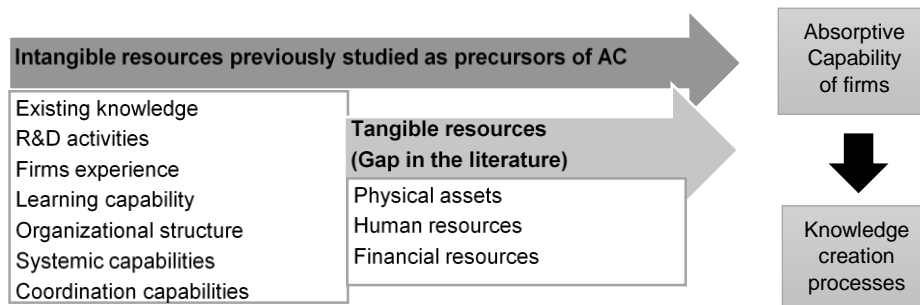 Intangible resources previously studied as precursors of AC
Existing knowledge
R&D activities
Firms experience
Learning capability
Organizational structure
Systemic capabilities
Coordination capabilities
Tangible resources
(Gap in the literature)
Physical assets
Human resources
Financial resources
Absorptive
Capability
of firms
Knowledge
creation
processes